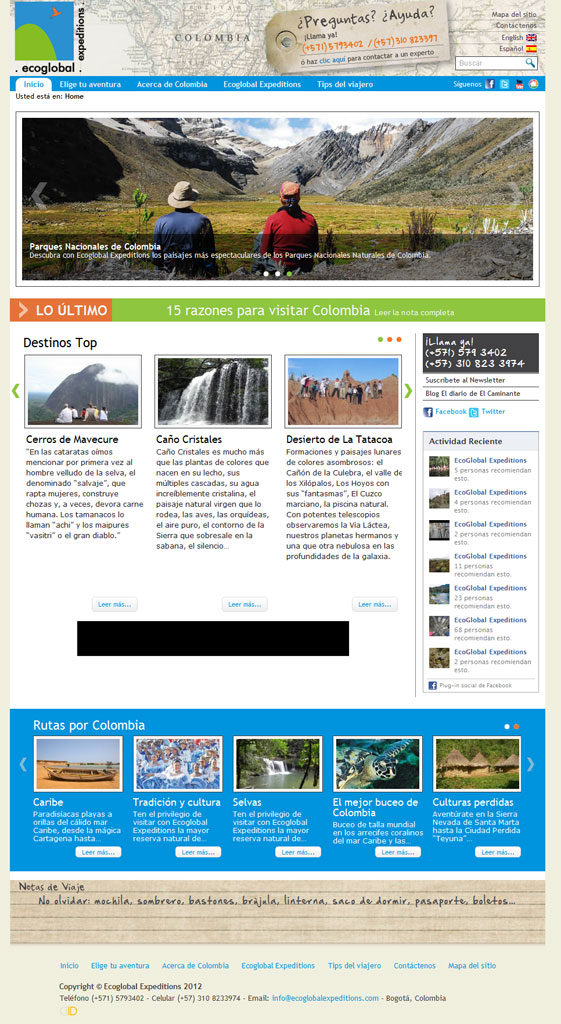 . ecoglobal .
expeditions .
COLOMBIA
¿Preguntas? ¿Ayuda?
¡Llama ya!
(+571) 5793402 / (+57) 310 8233974
ó haz clic aquí para contactar a un experto
Mapa del sitio
Contáctenos
English
Español
Buscar
Inicio Elige tu aventura Acerca de Colombia Ecoglobal Expeditions Tips del viajero Síguenos
Usted está en: Home
Parques Nacionales de Colombia
Descubra con Ecoglobal Expeditions los paisajes más espectaculares de los Parques Nacionales Naturales de Colombia.
LO ÚLTIMO 15 razones para visitar Colombia Leer la nota completa
Destinos Top
Cerros de Mavecure
"En las cataratas oímos
mencionar por primera vez al
hombre velludo de la selva, el
denominado "salvaje", que
rapta mujeres, construye
chozas y, a veces, devora carne
humana. Los tamanacos lo
llaman "achi" y los maipures
"vasitri" o el gran diablo."
Leer más...
Caño Cristales
Caño Cristales es mucho más
que las plantas de colores que
nacen en su lecho, sus
múltiples cascadas, su agua
increíblemente cristalina, el
paisaje natural virgen que lo
rodea, las aves, las orquídeas,
el aire puro, el contorno de la
Sierra que sobresale en la
sabana, el silencio...
Leer más...
Desierto de La Tatacoa
Formaciones y paisajes lunares
de colores asombrosos: el
Cañón de la Culebra, el valle de
los Xilópalos, Los Hoyos con
sus "fantasmas", El Cuzco
marciano, la piscina natural.
Con potentes telescopios
observaremos la Vía Láctea,
nuestros planetas hermanos y
una que otra nebulosa en las
profundidades de la galaxia.
Leer más...
¡Llama ya!
(+571) 579 3402
(+57) 310 823 3974
Suscríbete al Newsletter
Blog El diario de El Caminante
Facebook Twitter
Actividad Reciente
EcoGlobal Expeditions
5 personas recomiendan
esto.
EcoGlobal Expeditions
4 personas recomiendan
esto.
EcoGlobal Expeditions
2 personas recomiendan
esto.
EcoGlobal Expeditions
11 personas
recomiendan esto.
EcoGlobal Expeditions
23 personas
recomiendan esto.
EcoGlobal Expeditions
68 personas
recomiendan esto.
EcoGlobal Expeditions
2 personas recomiendan
esto.
Plug-in social de Facebook
Rutas por Colombia
Caribe
Paradisíacas playas a
orillas del cálido mar
Caribe, desde la mágica
Cartagena hasta...
Leer más...
Tradición y cultura
Ten el privilegio de
visitar con Ecoglobal
Expeditions la mayor
reserva natural de...
Leer más...
Selvas
Ten el privilegio de
visitar con Ecoglobal
Expeditions la mayor
reserva natural de...
Leer más...
El mejor buceo de
Colombia
Buceo de talla mundial
en los arrecifes coralinos
del mar Caribe y las...
Leer más...
Culturas perdidas
Aventúrate en la Sierra
Nevada de Santa Marta
hasta la Ciudad Perdida
"Teyuna"...
Leer más...
Notas de Viaje
No olvidar: mochila, sombrero, bastones, brújula, linterna, saco de dormir, pasaporte, boletos...
Inicio Elige tu aventura Acerca de Colombia Ecoglobal Expeditions Tips del viajero Contáctenos Mapa del sitio
Copyright © Ecoglobal Expeditions 2012
Teléfono (+571) 5793402 - Celular (+57) 310 8233974 - Email: info@ecoglobalexpeditions.com - Bogotá, Colombia